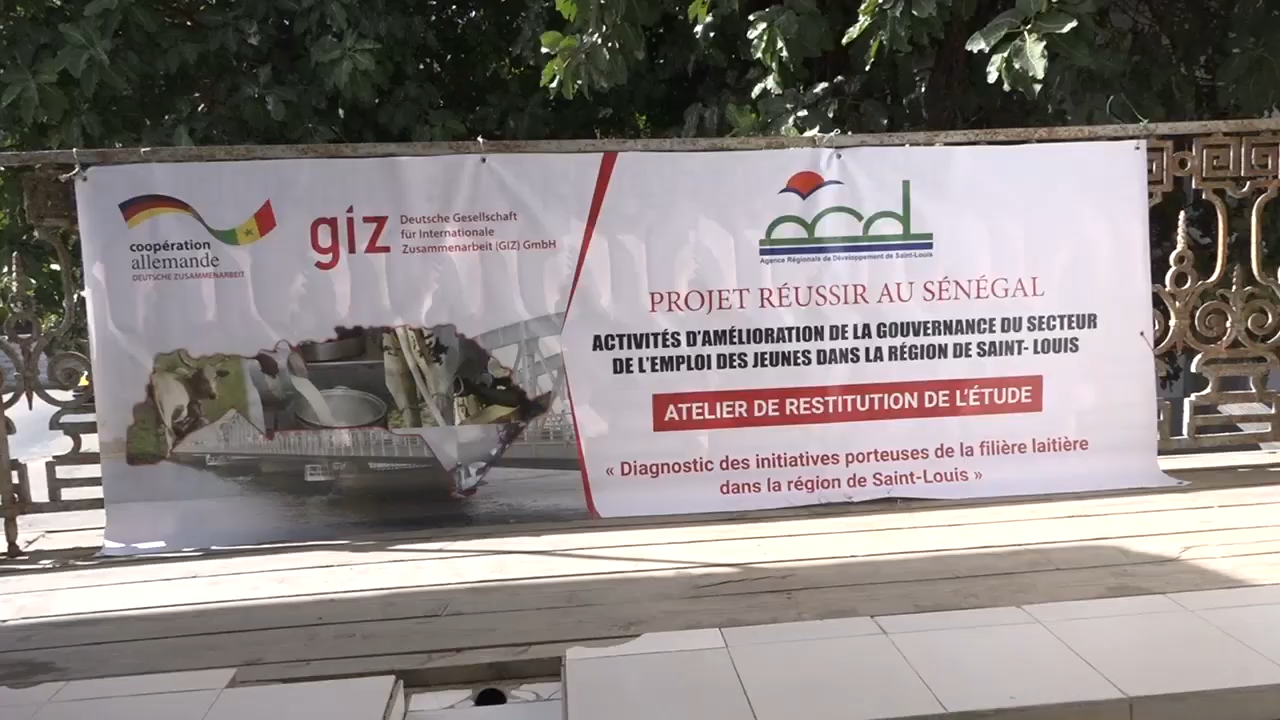 coopération
allemande
DEUTSCHE ZUSAMMENARBEIT
giz
Deutsche Gesellschaft
für Internationale
Zusammenarbeit (GIZ) GmbH
ard
Agence Régionale de Développement de Saint-Louis
PROJET RÉUSSIR AU SÉNÉGAL
ACTIVITÉS D'AMÉLIORATION DE LA GOUVERNANCE DU SECTEUR
DE L'EMPLOI DES JEUNES DANS LA RÉGION DE SAINT- LOUIS
ATELIER DE RESTITUTION DE L'ÉTUDE
« Diagnostic des initiatives porteuses de la filière laitière
dans la région de Saint-Louis »